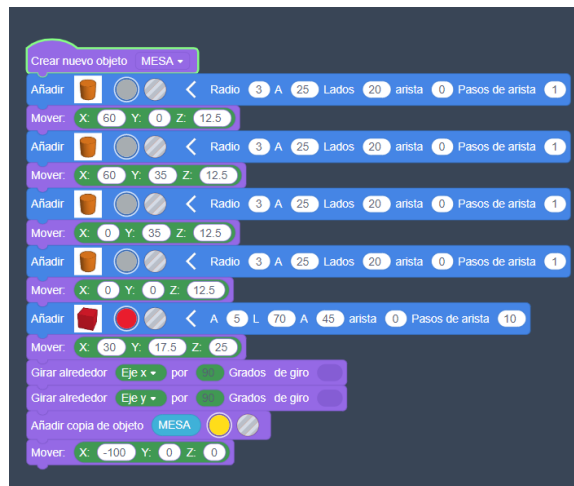 Crear nuevo objeto MESA
Añadir Radio 3 A 25 Lados 20 arista 0 Pasos de arista 1
Mover: X: 60 Y: 0 Z: 12.5
Añadir Radio 3 A 25 Lados 20 arista 0 Pasos de arista 1
Mover: X: 60 Y: 35 Z: 12.5
Añadir Radio 3 A 25 Lados 20 arista 0 Pasos de arista 1
Mover: X: 0 Y: 35 Z: 12.5
Añadir Radio 3 A 25 Lados 20 arista 0 Pasos de arista 1
Mover: X: 0 Y: 0 Z: 12.5
Añadir A 5 L 70 A 45 arista 0 Pasos de arista 10
Mover: X: 30 Y: 17.5 Z: 25
Girar alrededor Eje x por 90 Grados de giro
Girar alrededor Eje y por 90 Grados de giro
Añadir copia de objeto MESA
Mover: X: -100 Y: 0 Z: 0